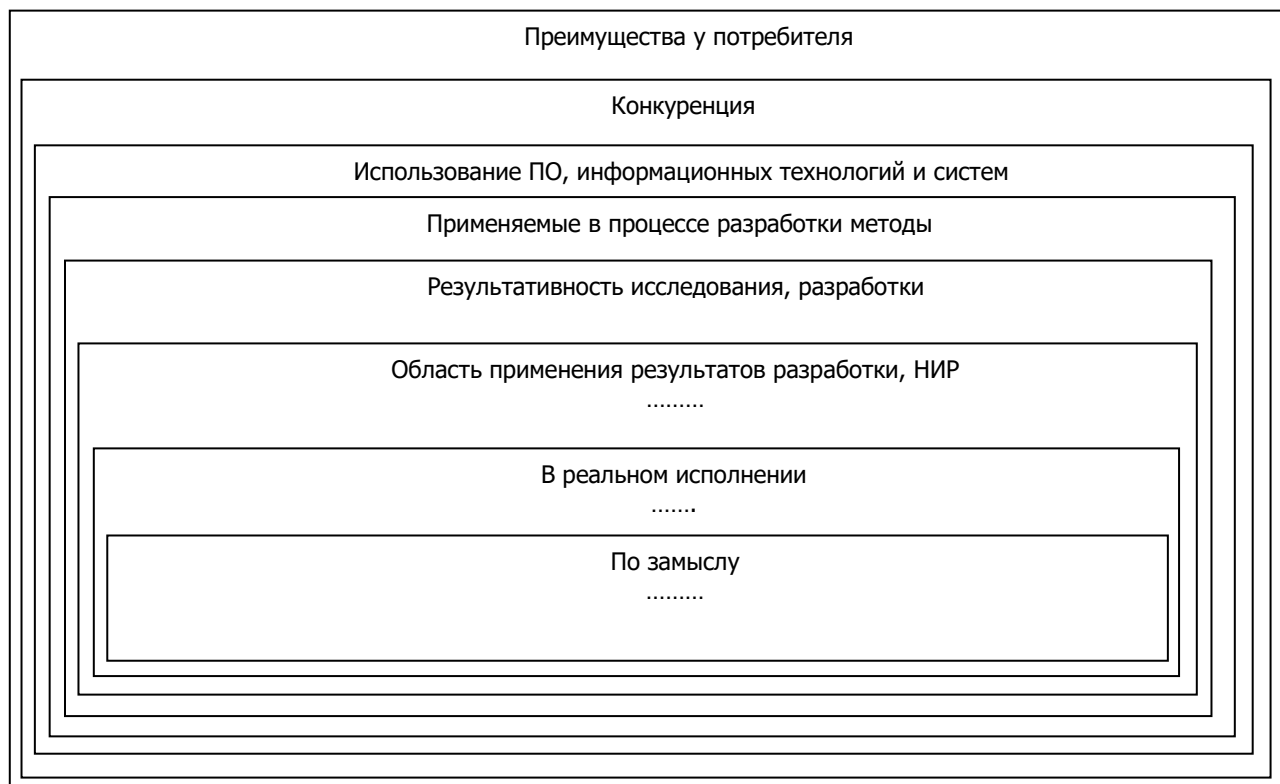 Преимущества у потребителя
Конкуренция
Использование ПО, информационных технологий и систем
Применяемые в процессе разработки методы
Результативность исследования, разработки
Область применения результатов разработки, НИР
………
В реальном исполнении
…….
По замыслу
………